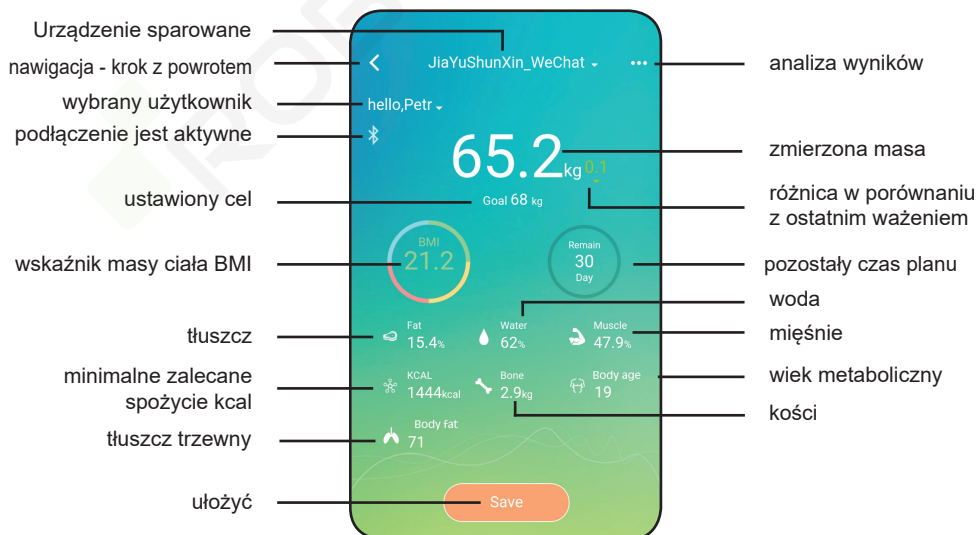 Urządzenie sparowane
nawigacja - krok z powrotem
wybrany użytkownik
podłączenie jest aktywne
ustawiony cel
wskaźnik masy ciała BMI
tłuszcz
minimalne zalecane
spożycie kcal
tłuszcz trzewny
ułożyć
JiaYuShunXin_WeChat
hello,Petr
65.2kg 0.1
Goal 68 kg
BMI
21.2
Remain
30
Day
Fat
15.4%
Water
62%
Muscle
47.9%
KCAL
1444kcal
Bone
2.9kg
Body age
19
Body fat
71
Save
analiza wyników
zmierzona masa
różnica w porównaniu
z ostatnim ważeniem
pozostały czas planu
woda
mięśnie
wiek metaboliczny
kości